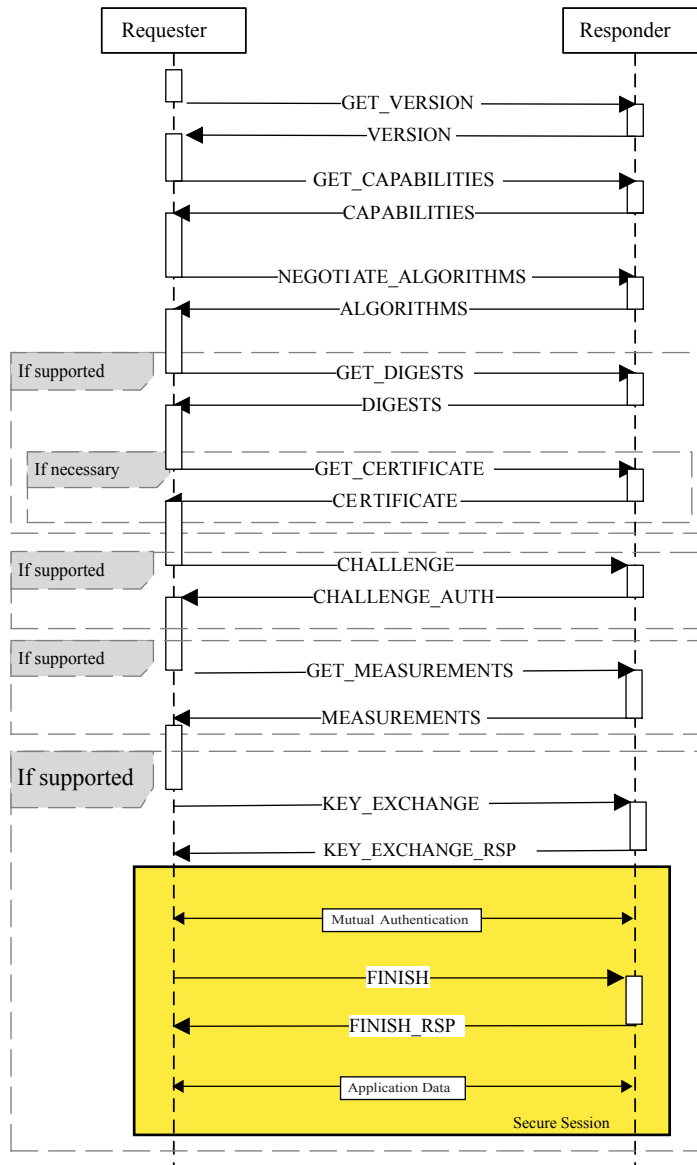 Requester
Responder
GET_VERSION
VERSION
GET_CAPABILITIES
CAPABILITIES
NEGOTIATE_ALGORITHMS
ALGORITHMS
If supported
GET_DIGESTS
DIGESTS
If necessary
GET_CERTIFICATE
CERTIFICATE
If supported
CHALLENGE
CHALLENGE_AUTH
If supported
GET_MEASUREMENTS
MEASUREMENTS
If supported
KEY_EXCHANGE
KEY_EXCHANGE_RSP
Mutual Authentication
FINISH
FINISH_RSP
Application Data
Secure Session